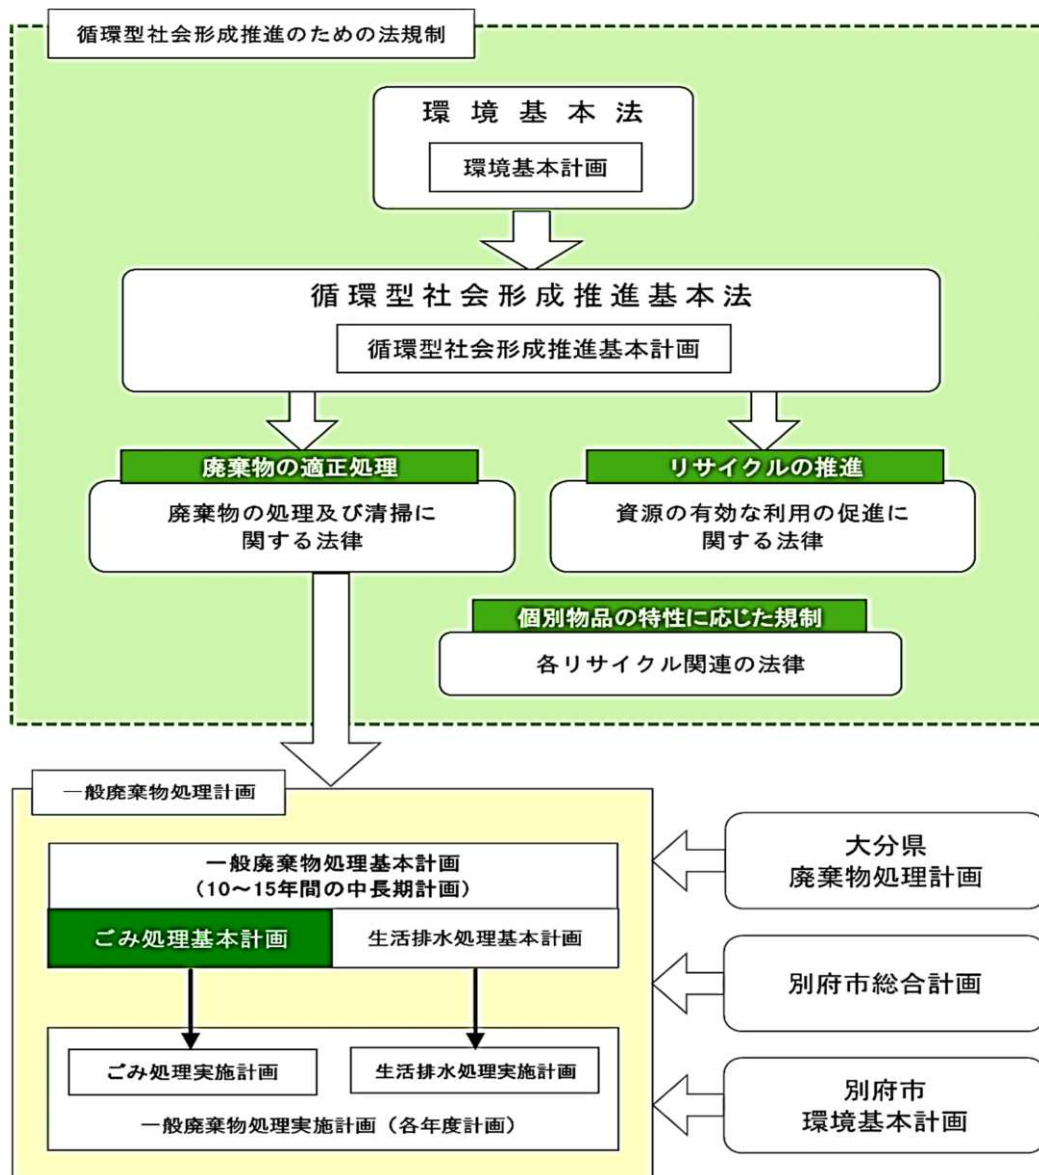 循環型社会形成推進のための法規制
環境基本法
環境基本計画
循環型社会形成推進基本法
循環型社会形成推進基本計画
廃棄物の適正処理
廃棄物の処理及び清掃に
関する法律
リサイクルの推進
資源の有効な利用の促進に
関する法律
個別物品の特性に応じた規制
各リサイクル関連の法律
一般廃棄物処理計画
一般廃棄物処理基本計画
（10～15年間の中長期計画）
ごみ処理基本計画
生活排水処理基本計画
ごみ処理実施計画
生活排水処理実施計画
一般廃棄物処理実施計画（各年度計画）
大分県
廃棄物処理計画
別府市総合計画
別府市
環境基本計画